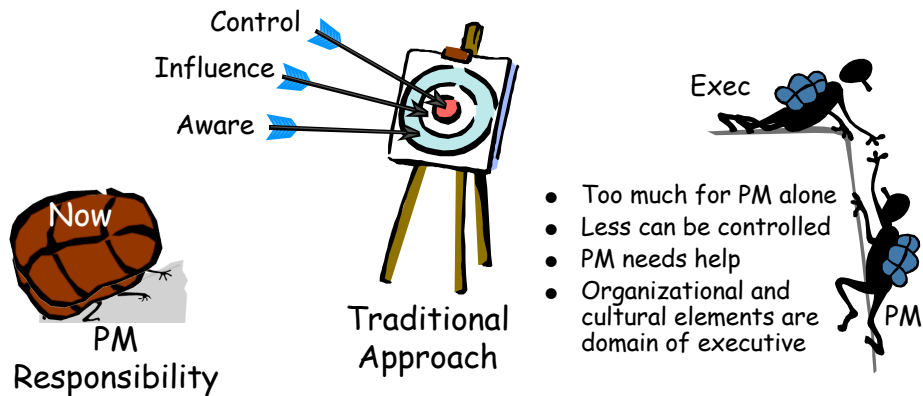 Control
Influence
Aware
Exec
Now
● Too much for PM alone
● Less can be controlled
● PM needs help
● Organizational and
cultural elements are
domain of executive
PM
Traditional
Approach
PM
Responsibility